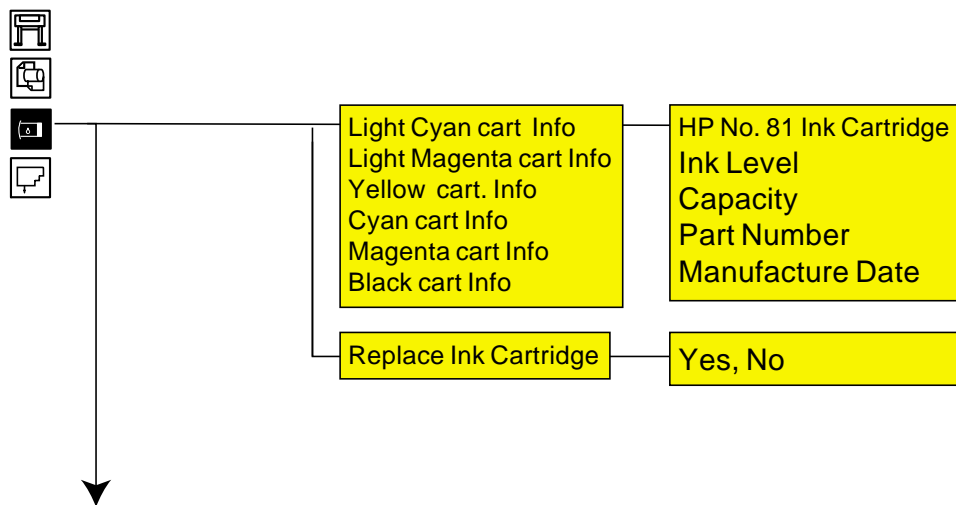 Light Cyan cart Info
Light Magenta cart Info
Yellow cart. Info
Cyan cart Info
Magenta cart Info
Black cart Info
HP No. 81 Ink Cartridge
Ink Level
Capacity
Part Number
Manufacture Date
Replace Ink Cartridge
Yes, No